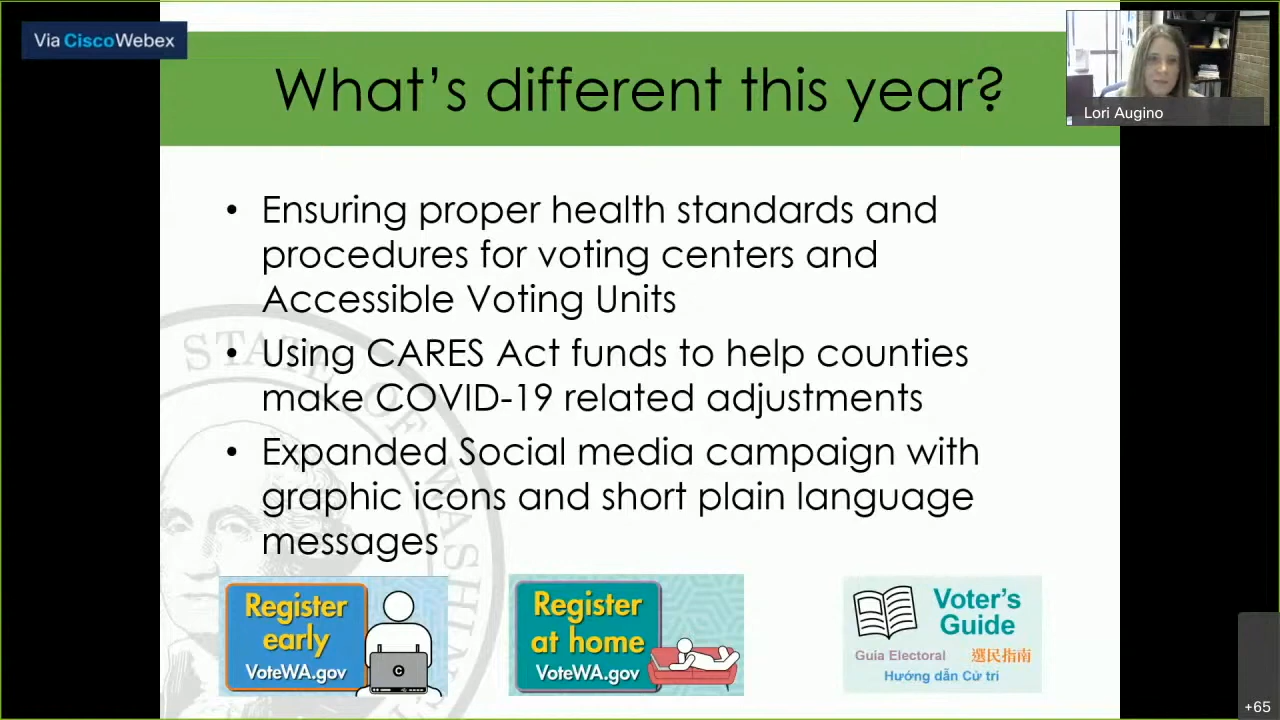 Via CiscoWebex
What's different this year?
Lori Augino
• Ensuring proper health standards and
procedures for voting centers and
Accessible Voting Units
• Using CARES Act funds to help counties
make COVID-19 related adjustments
• Expanded Social media campaign with
graphic icons and short plain language
messages
STATE OF WASHIN
Register
early
VoteWA.gov
C
Register
at home
VoteWA.gov
Voter's
Guide
Guia Electoral 選民指南
Hướng dẫn Cử tri
+65